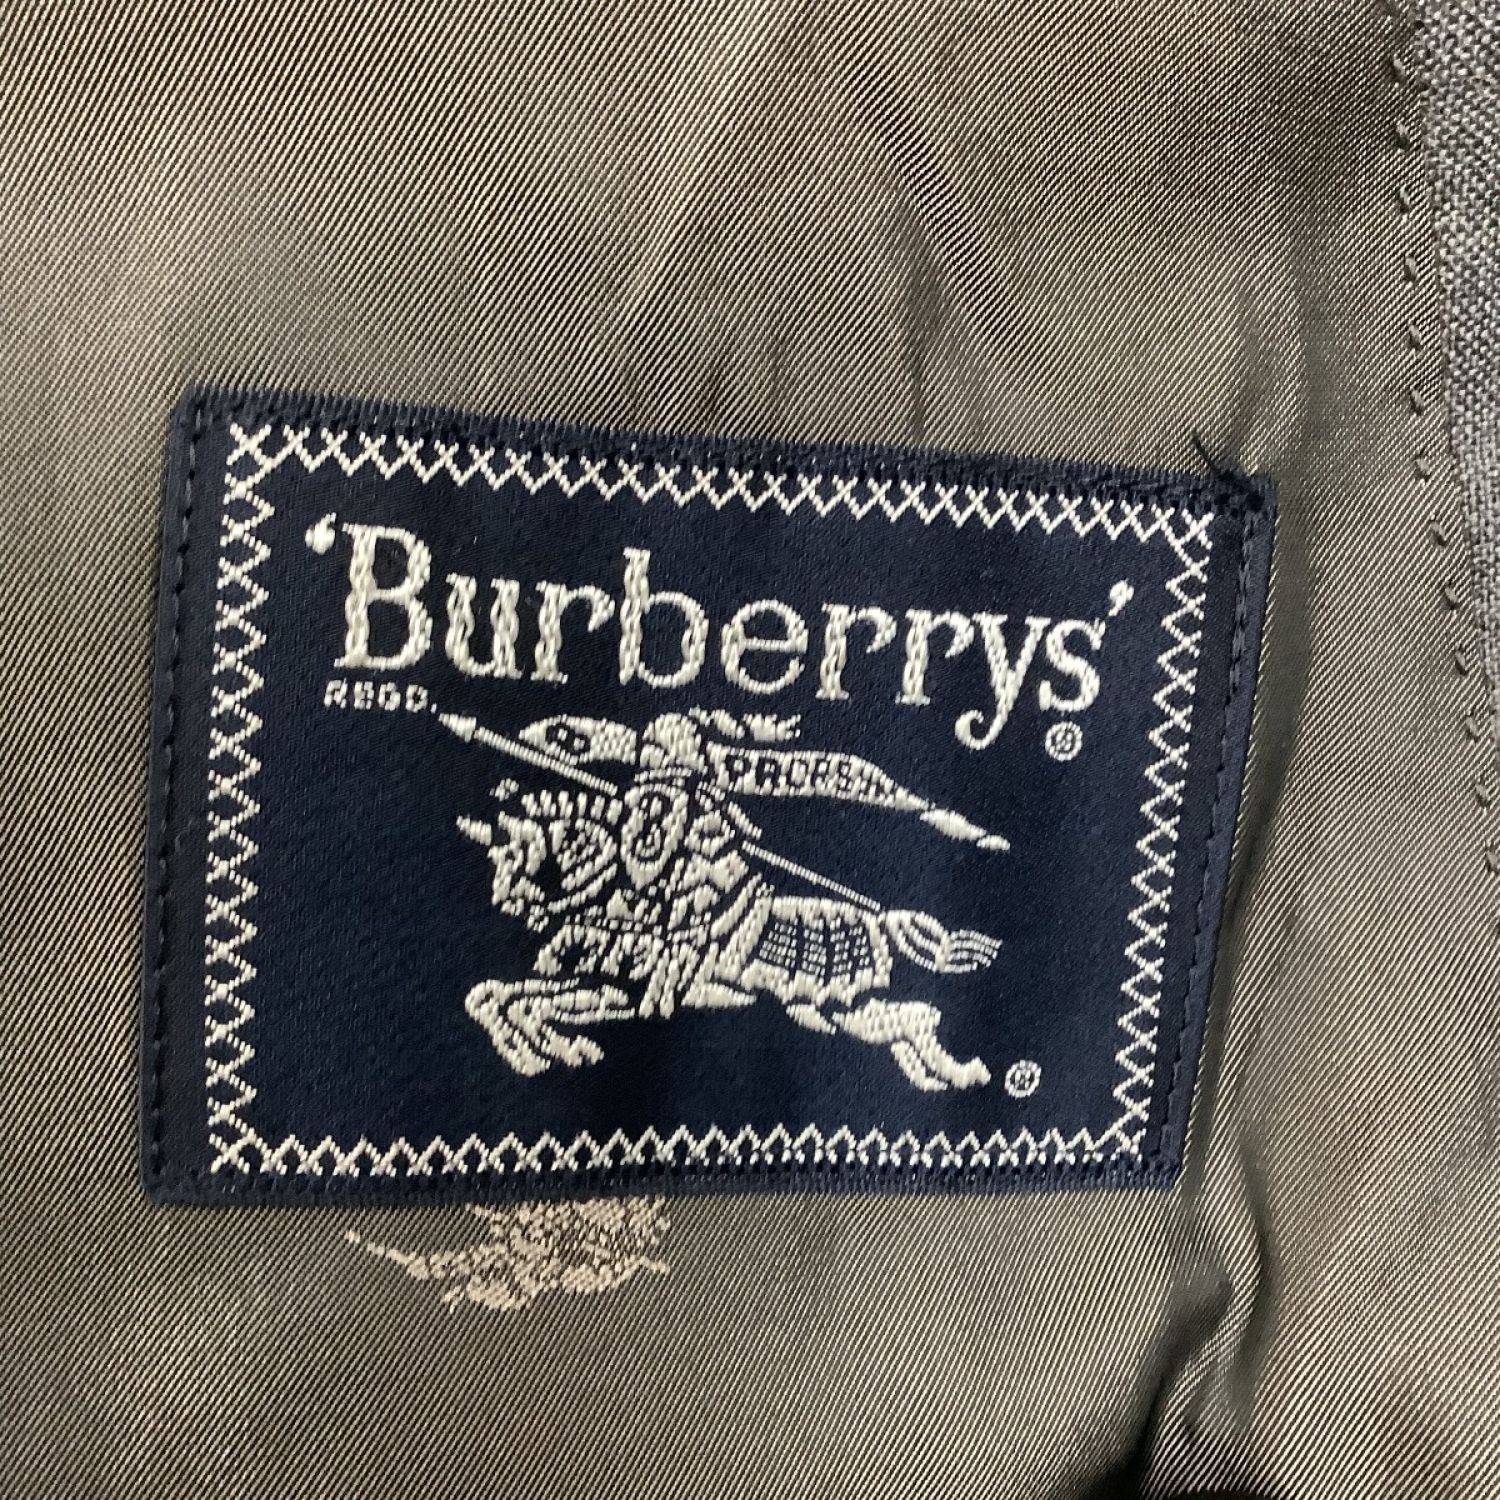 'Burberrys'
REGD.
®
PRORSUM
®